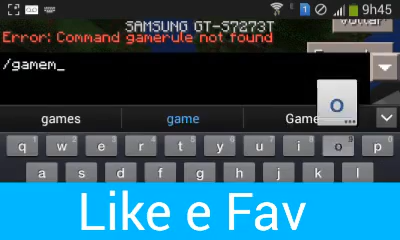 9h45
SAMSUNG GT-S7273T
Error: Command gamerule not found
/gamem_
games game Game
o
q w e r t y u i o p
a s d f g h j k l
Like e Fav